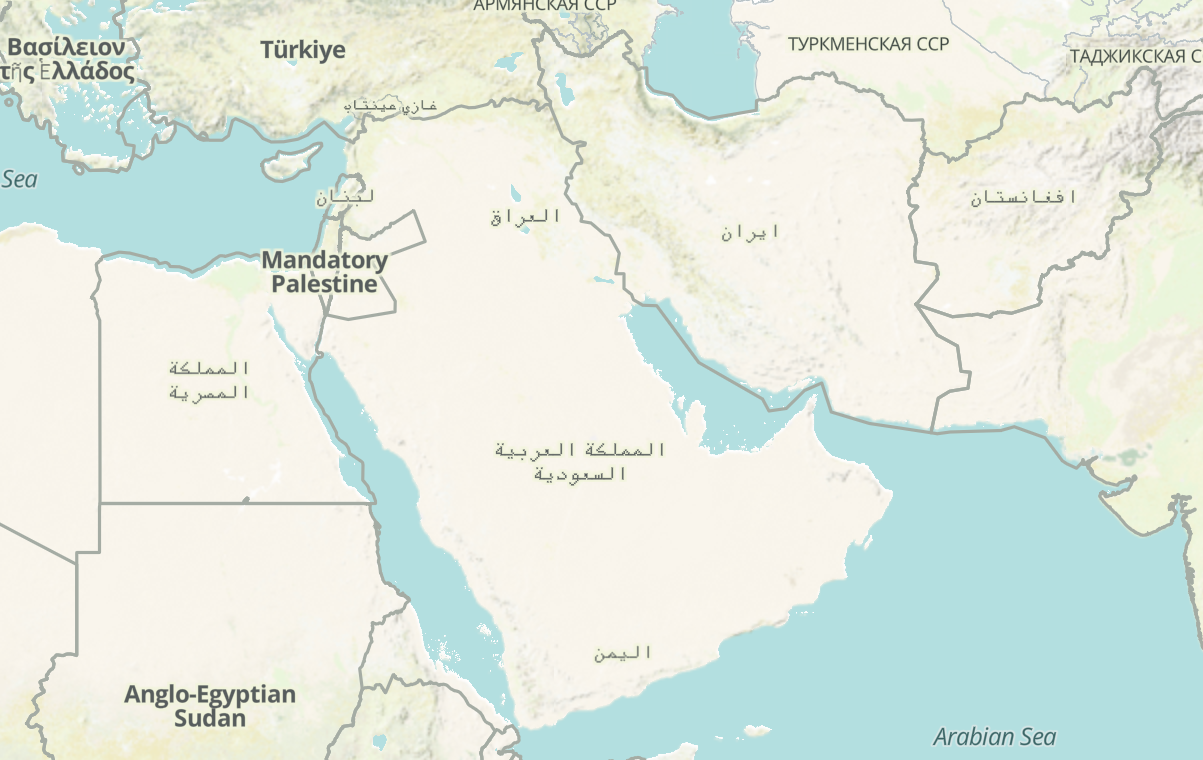 АРМЯНСКАЯ ССР
Βασίλειον
τῆς Ἑλλάδος
Türkiye
ТУРКМЕНСКАЯ ССР
ТАДЖИКСКАЯ С
غازي عينتاب
Sea
لبنان
العراق
ايران
افغانستان
Mandatory
Palestine
المملكة
المصرية
المملكة العربية
السعودية
اليمن
Anglo-Egyptian
Sudan
Arabian Sea